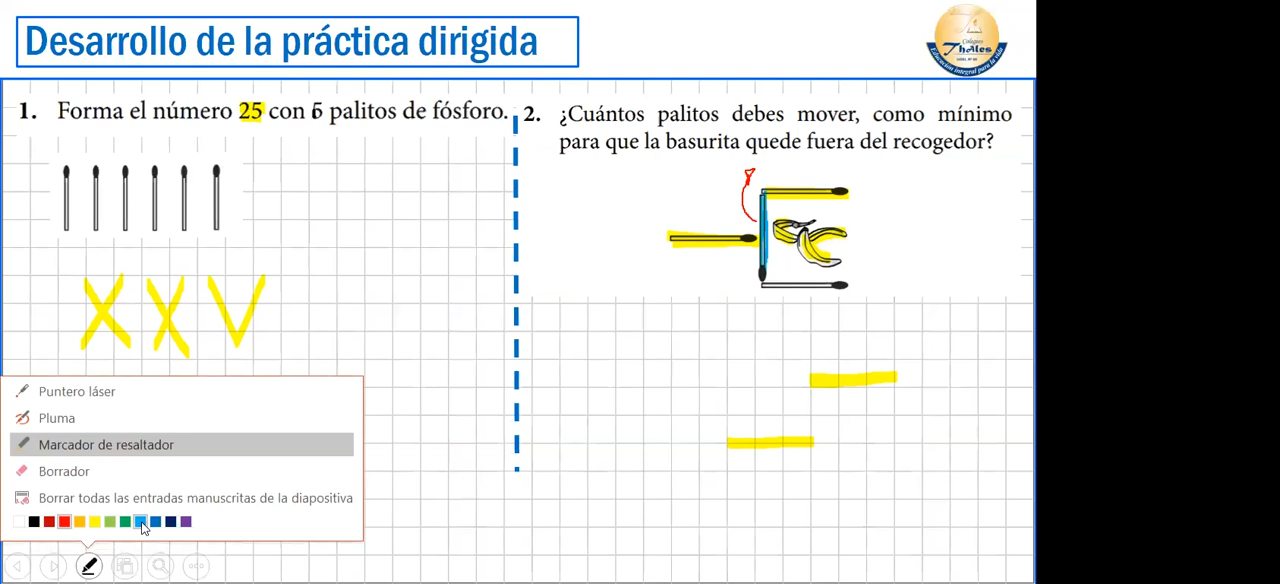 Desarrollo de la práctica dirigida
Colegio
Thales
Educación integral para la vida
1. Forma el número 25 con 6 palitos de fósforo.
2. ¿Cuántos palitos debes mover, como mínimo
para que la basurita quede fuera del recogedor?
XXV
Puntero láser
Pluma
Marcador de resaltador
Borrador
Borrar todas las entradas manuscritas de la diapositiva